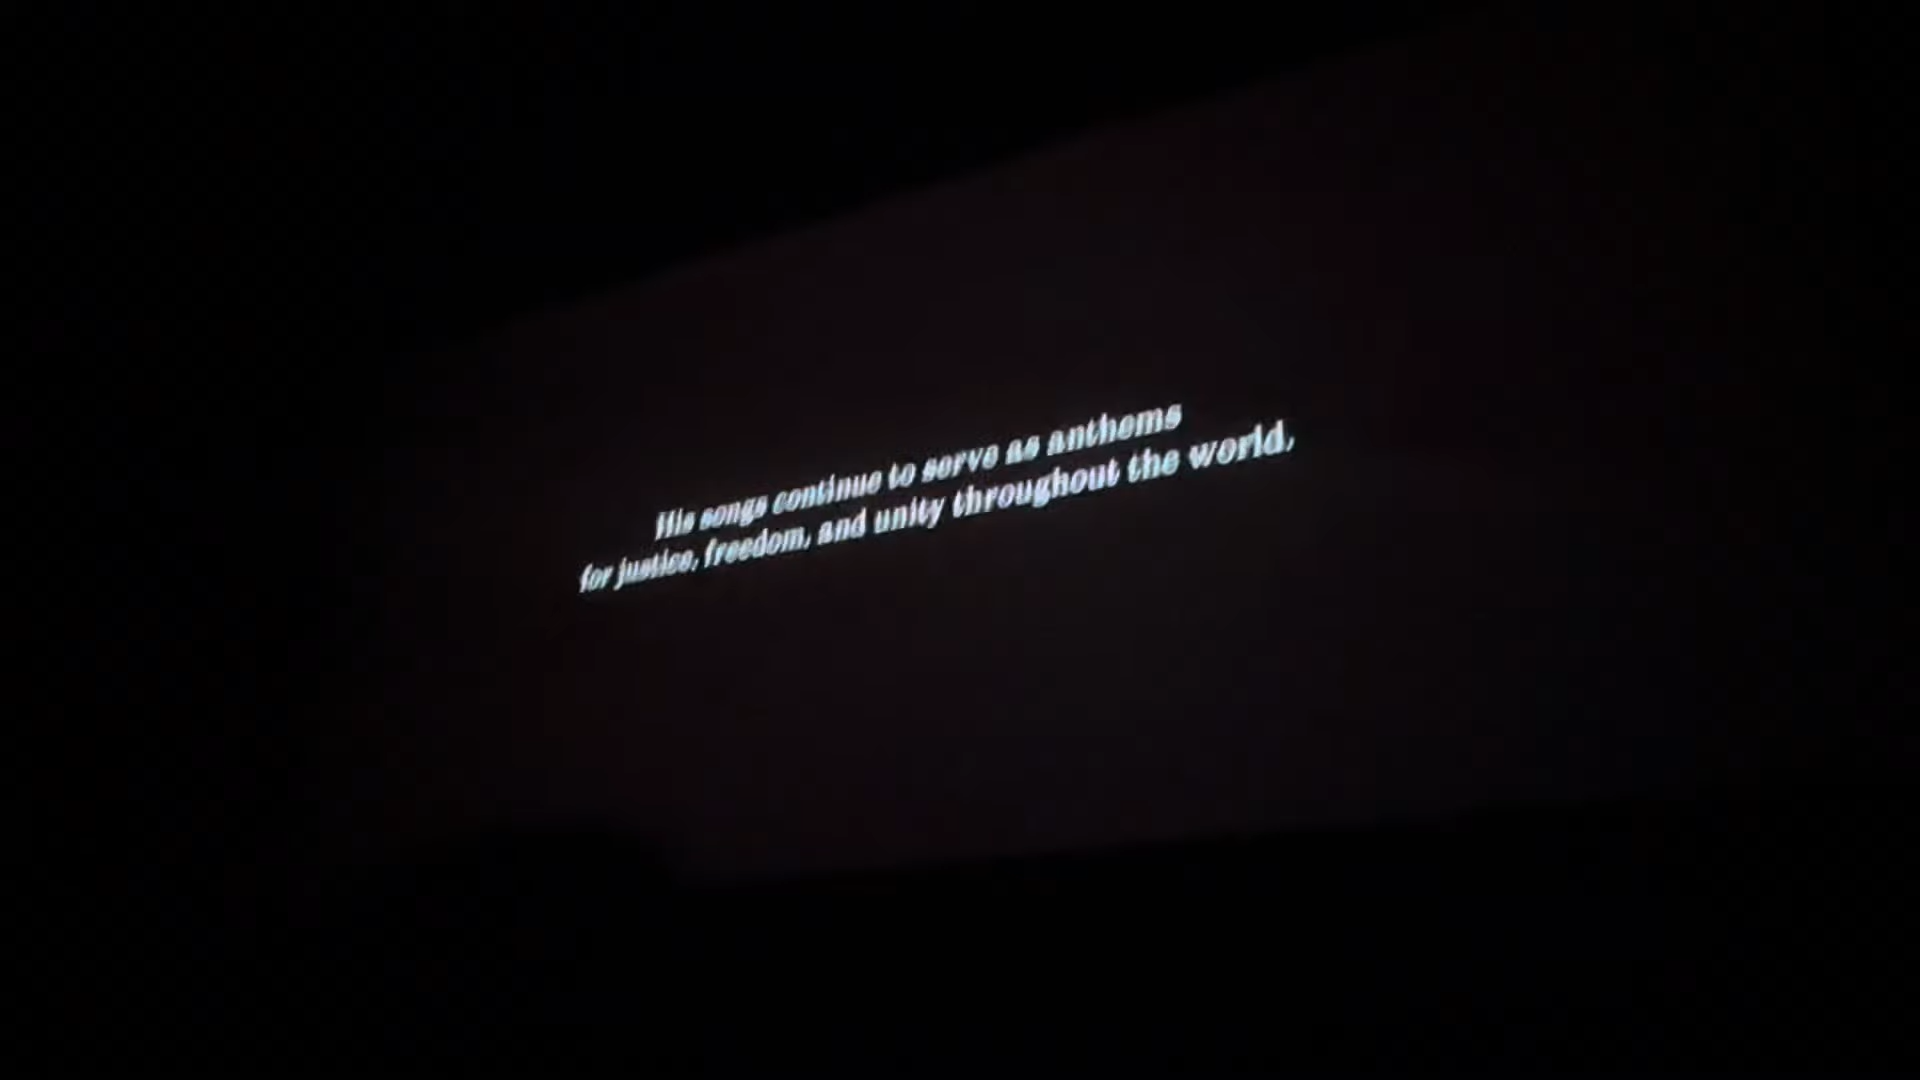 His songs continue to serve as anthems
for justice, freedom, and unity throughout the world.